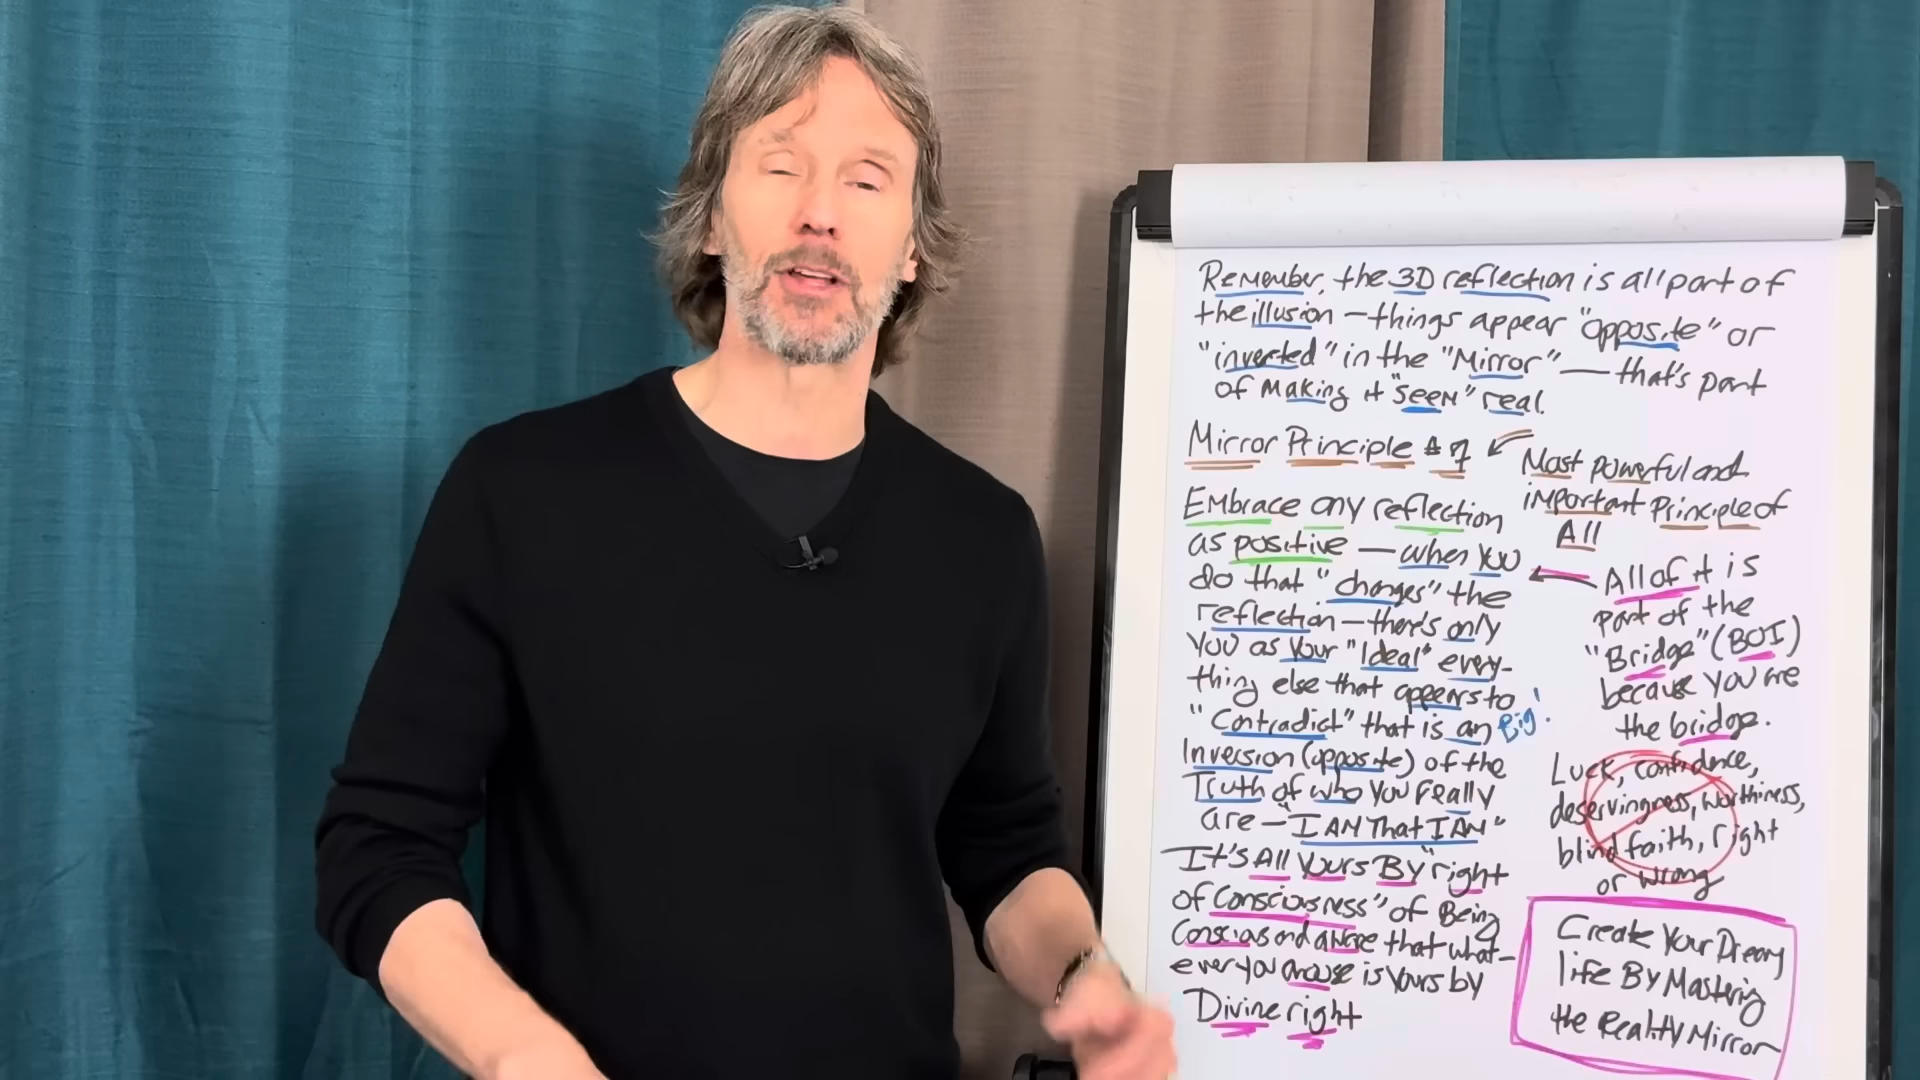 Remember, the 3D reflection is all part of
the illusion — things appear "opposite" or
"inverted" in the "Mirror" — that's part
of making it "seem" real.
Mirror Principle #7
Most powerful and
important Principle of
All
Embrace any reflection
as positive — when you
do that "changes" the
reflection — there's only
you as your "Ideal" every-
thing else that appears to
"Contradict" that is an
Inversion (opposite) of the
Truth of who you really
are — "I AM That I AM"
It's All Yours By "right
of Consciousness" of Being
Conscious and aware that what-
ever you choose is yours by
Divine right
All of it is
part of the
"Bridge" (BOI)
because you are
the bridge.
Luck, confidence,
deservingness, worthiness,
blind faith, right
or wrong
Create Your Dream
life By Mastering
the Reality Mirror